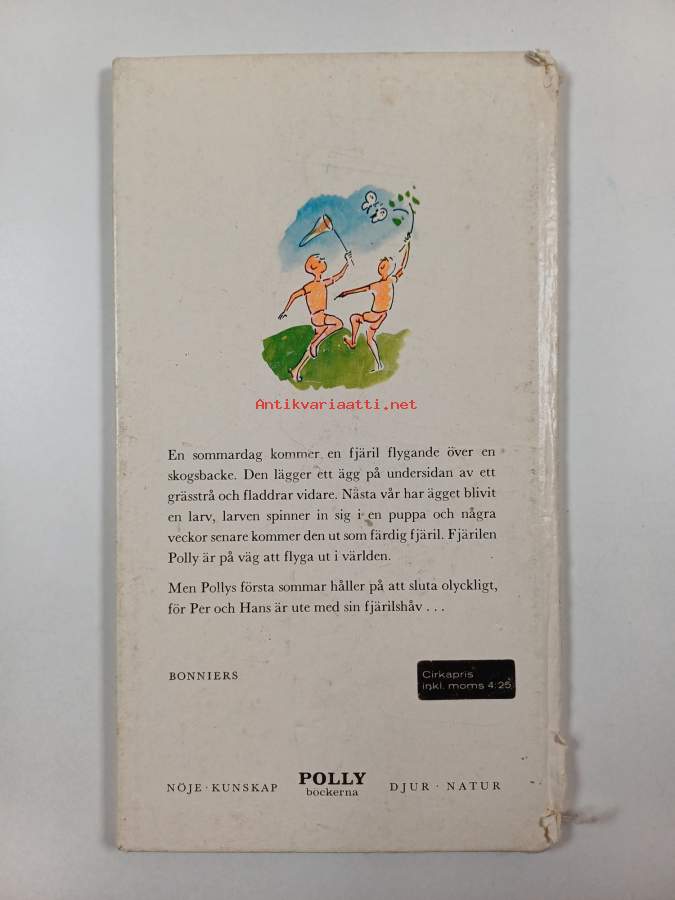 Antikvariaatti.net
En sommardag kommer en fjäril flygande över en
skogsbacke. Den lägger ett ägg på undersidan av ett
grässtrå och fladdrar vidare. Nästa vår har ägget blivit
en larv, larven spinner in sig i en puppa och några
veckor senare kommer den ut som färdig fjäril. Fjärilen
Polly är på väg att flyga ut i världen.
Men Pollys första sommar håller på att sluta olyckligt,
för Per och Hans är ute med sin fjärilshåv . . .
BONNIERS
Cirkapris
inkl. moms 4:25
NÖJE · KUNSKAP POLLY DJUR · NATUR
böckerna